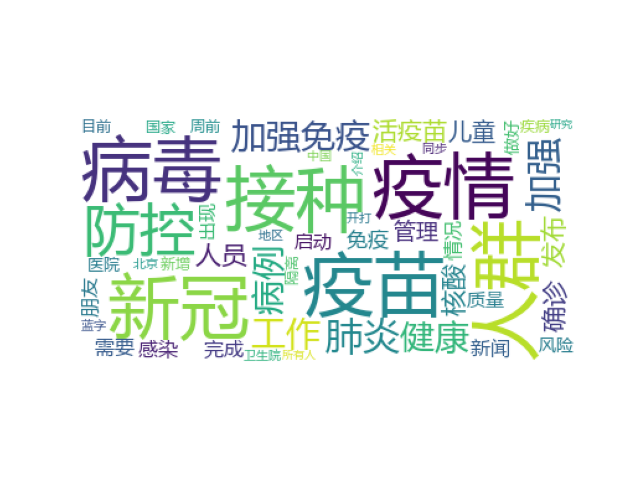 目前
国家
周前
加强免疫
活疫苗
儿童
做好
疾病
研究
病毒
接种
中国
相关
介绍
同步
疫情
加强
防控
出现
地区
启动
开打
免疫
管理
情况
人群
发布
医院
北京
新增
人员
病例
隔离
疫苗
核酸
质量
确诊
朋友
蓝字
新冠
工作
肺炎
健康
需要
感染
完成
卫生院
所有人
新闻
风险